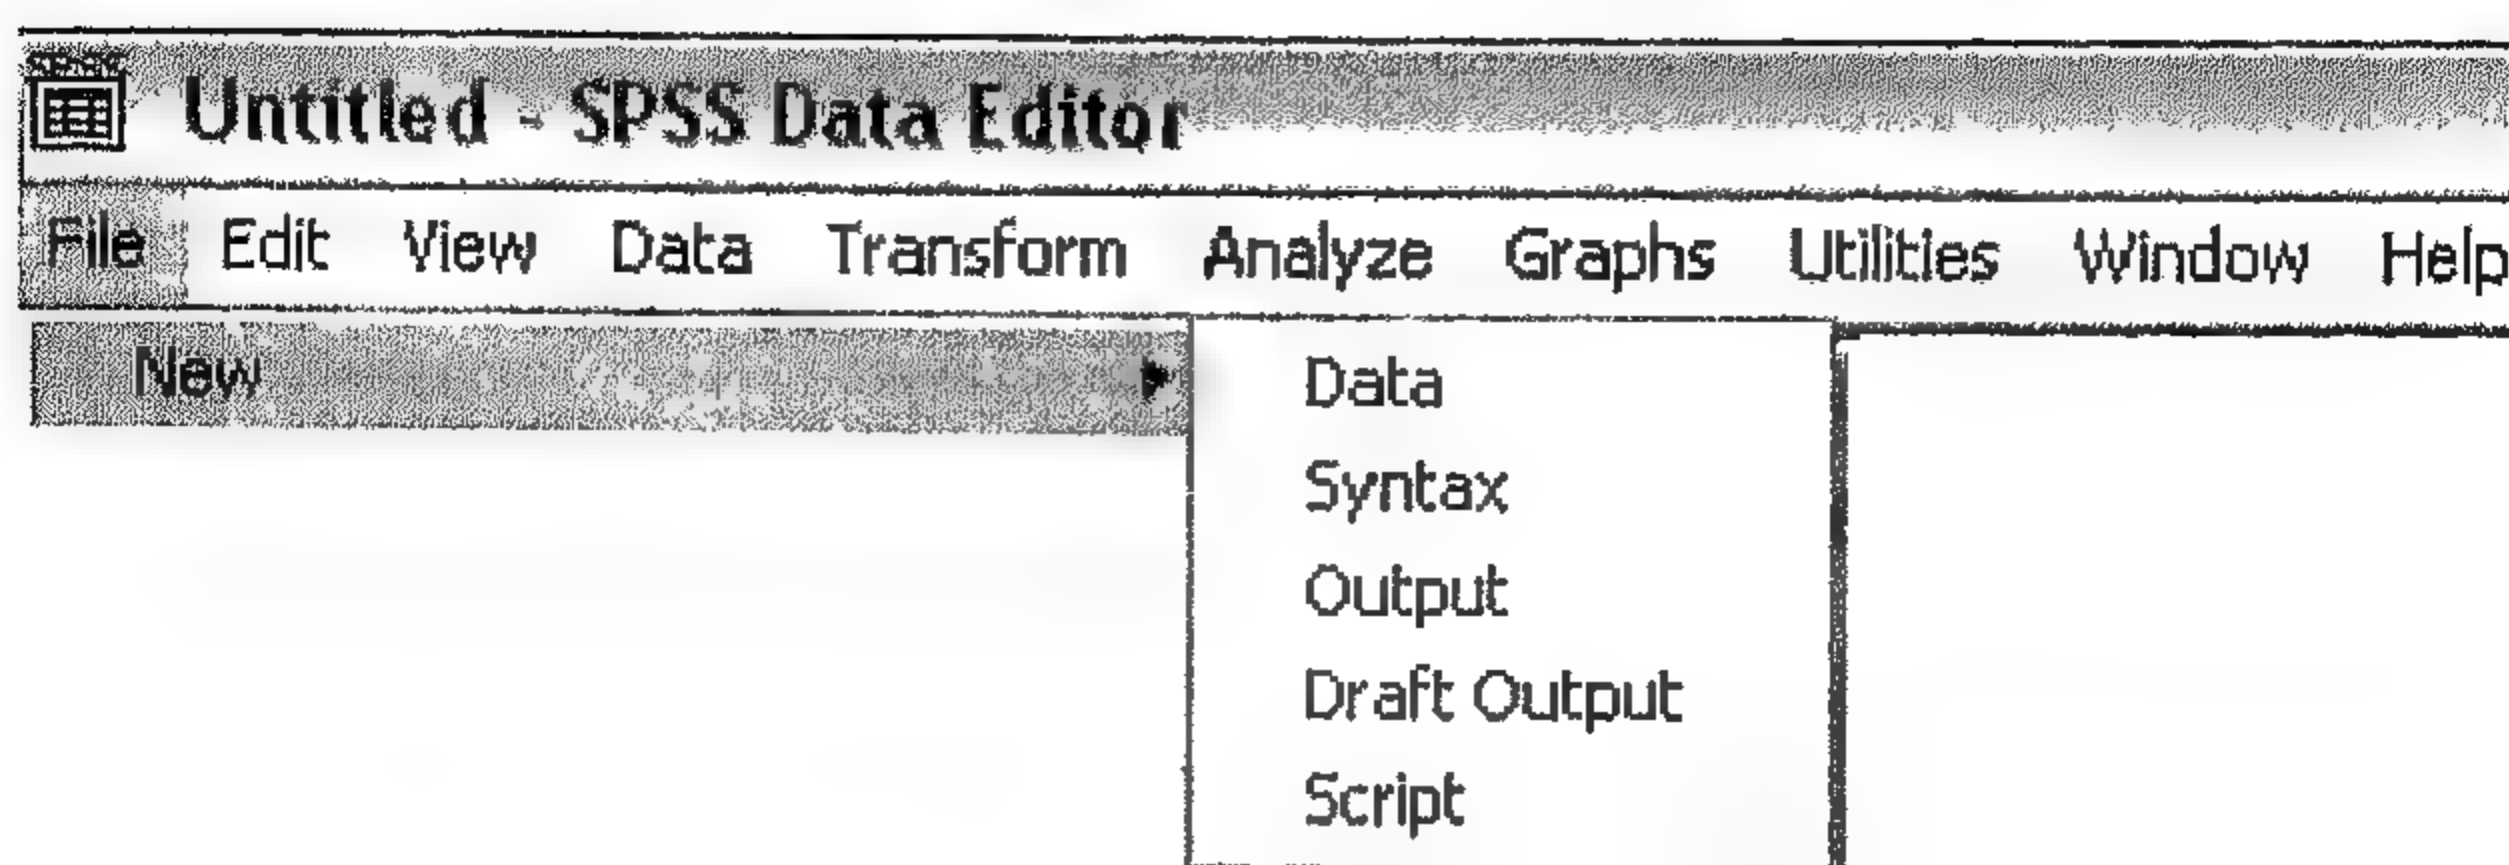 Untitled - SPSS Data Editor
File Edit View Data Transform Analyze Graphs Utilities Window Help
New
Data
Syntax
Output
Draft Output
Script